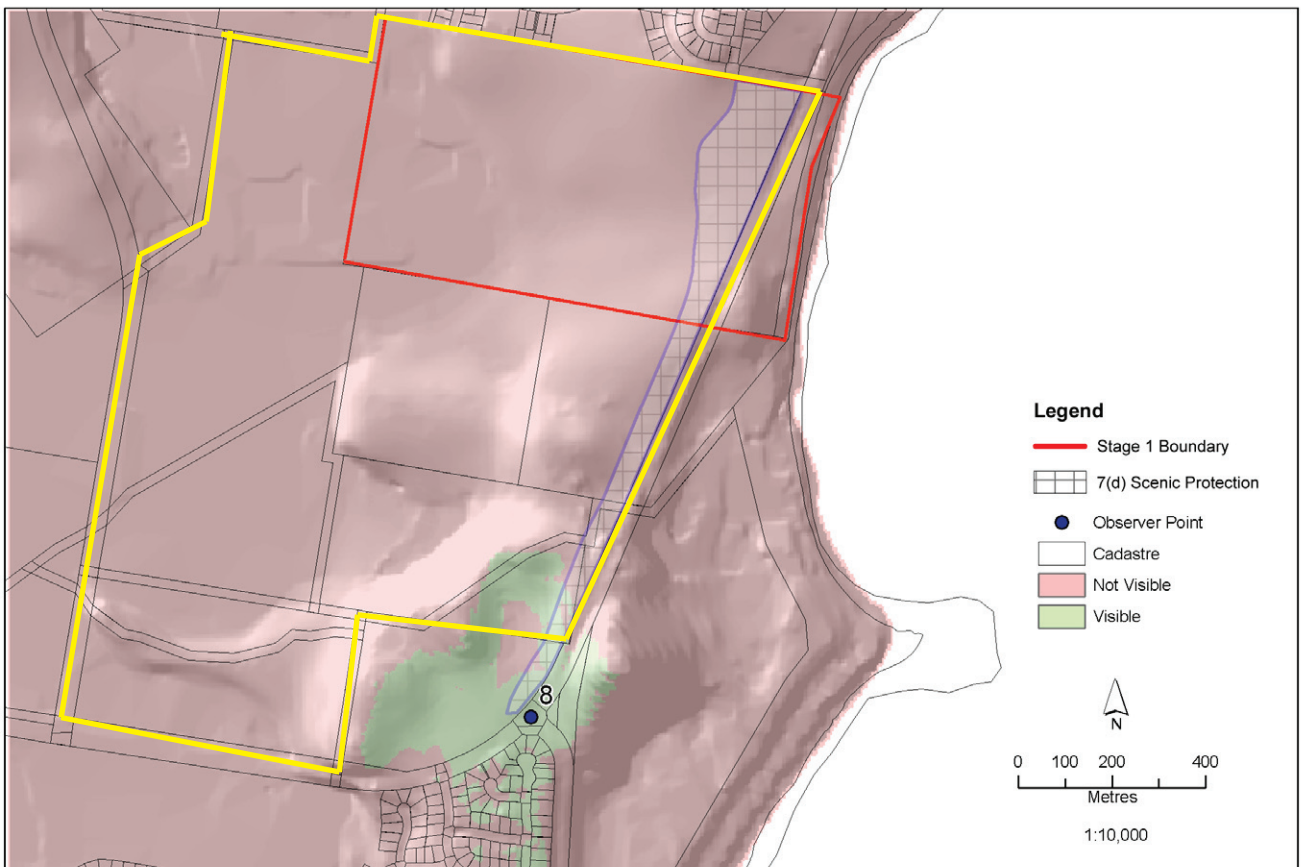 8
Legend
Stage 1 Boundary
7(d) Scenic Protection
Observer Point
Cadastre
Not Visible
Visible
N
0 100 200 400
Metres
1:10,000